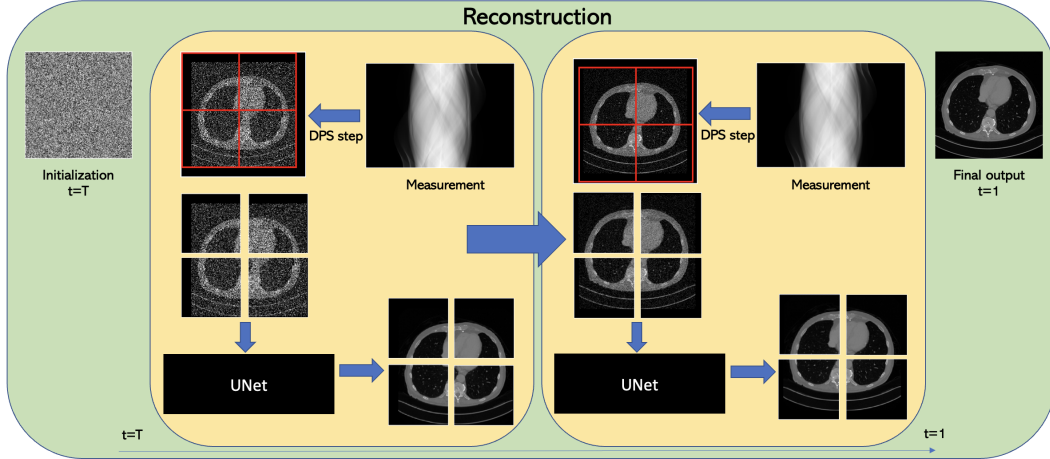 Reconstruction
Initialization
t=T
DPS step
Measurement
UNet
DPS step
Measurement
UNet
Final output
t=1
t=T
t=1